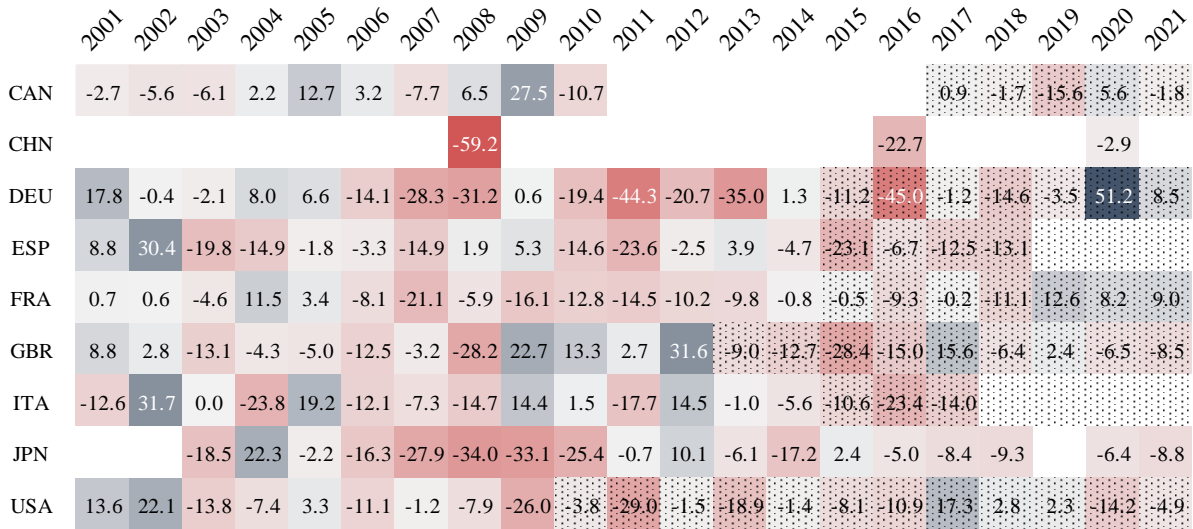 2001 2002 2003 2004 2005 2006 2007 2008 2009 2010 2011 2012 2013 2014 2015 2016 2017 2018 2019 2020 2021
CAN -2.7 -5.6 -6.1 2.2 12.7 3.2 -7.7 6.5 27.5 -10.7 0.9 -1.7 -15.6 5.6 -1.8
CHN -59.2 -22.7 -2.9
DEU 17.8 -0.4 -2.1 8.0 6.6 -14.1 -28.3 -31.2 0.6 -19.4 -44.3 -20.7 -35.0 1.3 -11.2 -45.0 -1.2 -14.6 -3.5 51.2 8.5
ESP 8.8 30.4 -19.8 -14.9 -1.8 -3.3 -14.9 1.9 5.3 -14.6 -23.6 -2.5 3.9 -4.7 -23.1 -6.7 -12.5 -13.1
FRA 0.7 0.6 -4.6 11.5 3.4 -8.1 -21.1 -5.9 -16.1 -12.8 -14.5 -10.2 -9.8 -0.8 -0.5 -9.3 -0.2 -11.1 12.6 8.2 9.0
GBR 8.8 2.8 -13.1 -4.3 -5.0 -12.5 -3.2 -28.2 22.7 13.3 2.7 31.6 -9.0 -12.7 -28.4 -15.0 15.6 -6.4 2.4 -6.5 -8.5
ITA -12.6 31.7 0.0 -23.8 19.2 -12.1 -7.3 -14.7 14.4 1.5 -17.7 14.5 -1.0 -5.6 -10.6 -23.4 -14.0
JPN -18.5 22.3 -2.2 -16.3 -27.9 -34.0 -33.1 -25.4 -0.7 10.1 -6.1 -17.2 2.4 -5.0 -8.4 -9.3 -6.4 -8.8
USA 13.6 22.1 -13.8 -7.4 3.3 -11.1 -1.2 -7.9 -26.0 -3.8 -29.0 -1.5 -18.9 -1.4 -8.1 -10.9 17.3 2.8 2.3 -14.2 -4.9